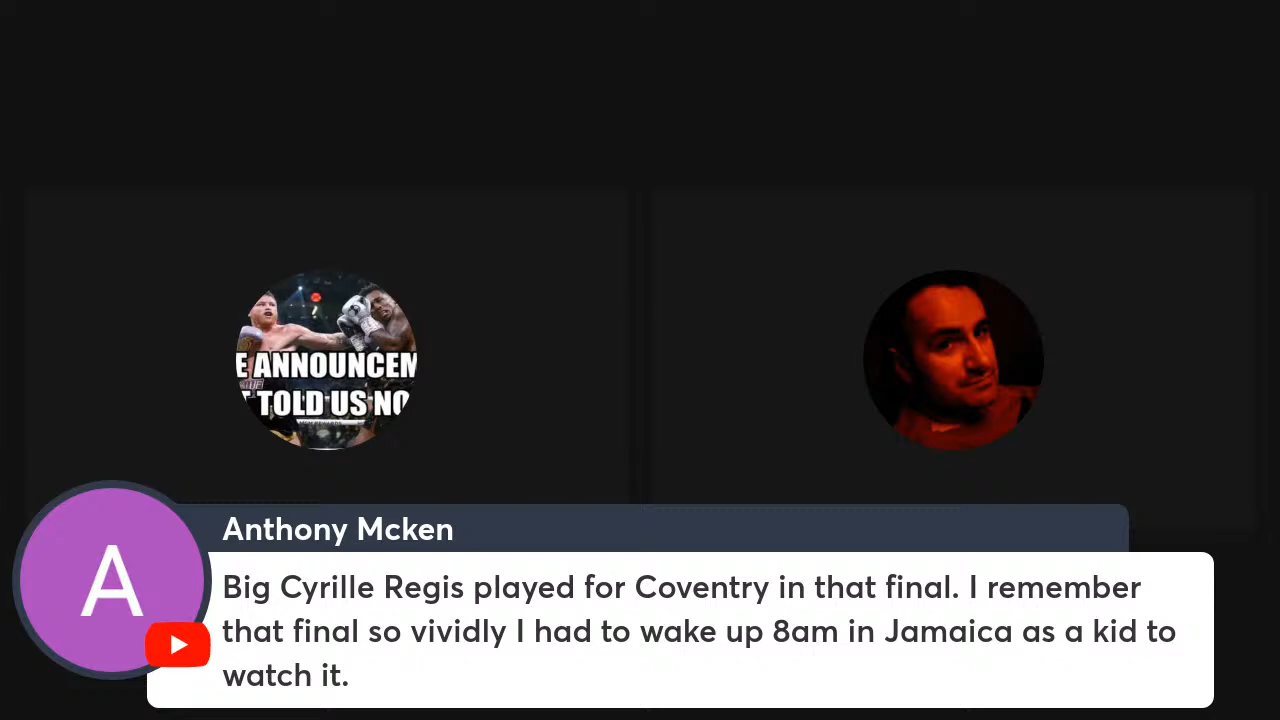 E ANNOUNCEM
TOLD US NO
A
Anthony Mcken
Big Cyrille Regis played for Coventry in that final. I remember
that final so vividly I had to wake up 8am in Jamaica as a kid to
watch it.